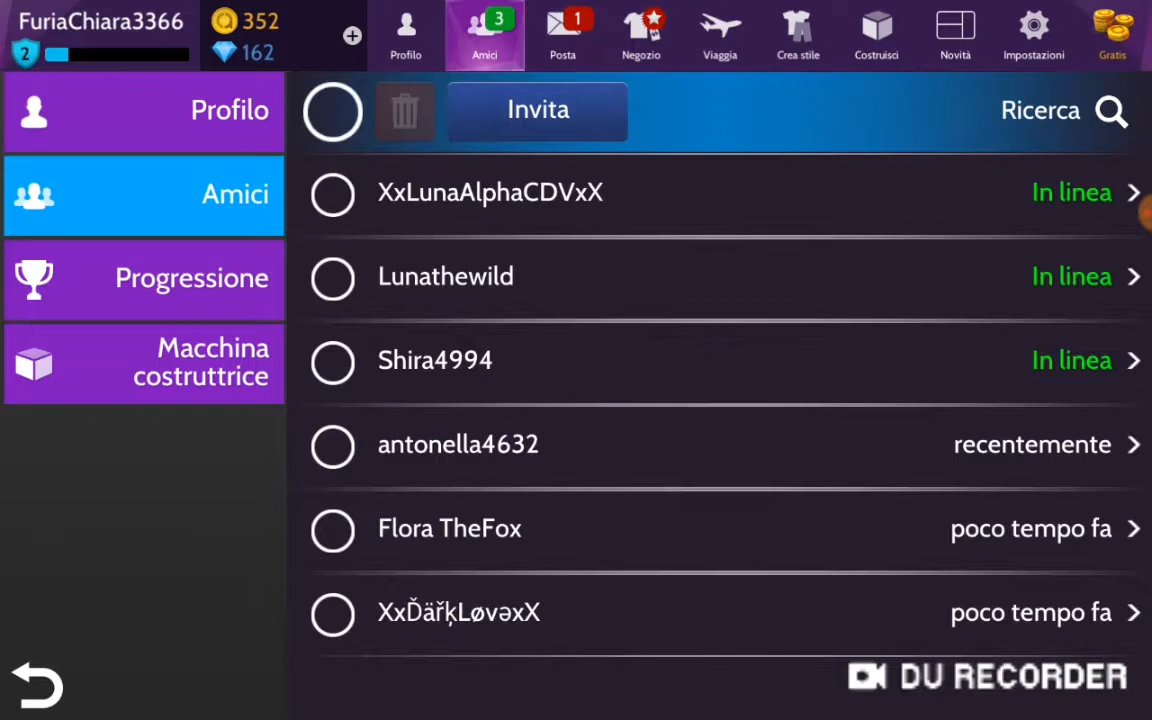 FuriaChiara3366
2
352
162
Profilo
3
Amici
1
Posta
Negozio
Viaggia
Crea stile
Costruisci
Novità
Impostazioni
Gratis
Profilo
Amici
Progressione
Macchina
costruttrice
Invita
Ricerca
XxLunaAlphaCDVxX In linea
Lunathewild In linea
Shira4994 In linea
antonella4632 recentemente
Flora TheFox poco tempo fa
XxĎäřķLøvəxX poco tempo fa
DU RECORDER